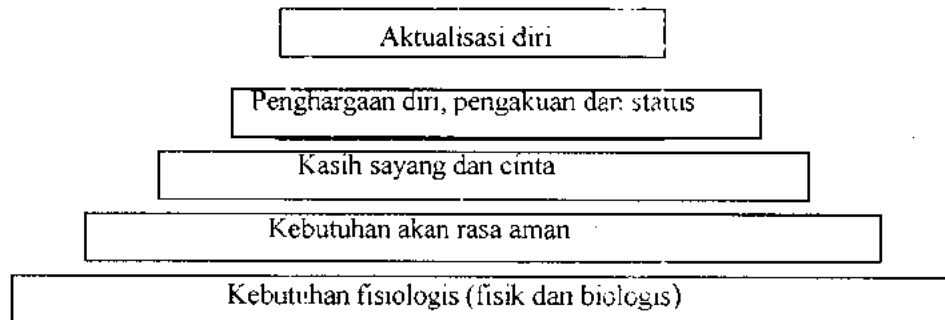 Aktualisasi diri
Penghargaan diri, pengakuan dan status
Kasih sayang dan cinta
Kebutuhan akan rasa aman
Kebutuhan fisiologis (fisik dan biologis)